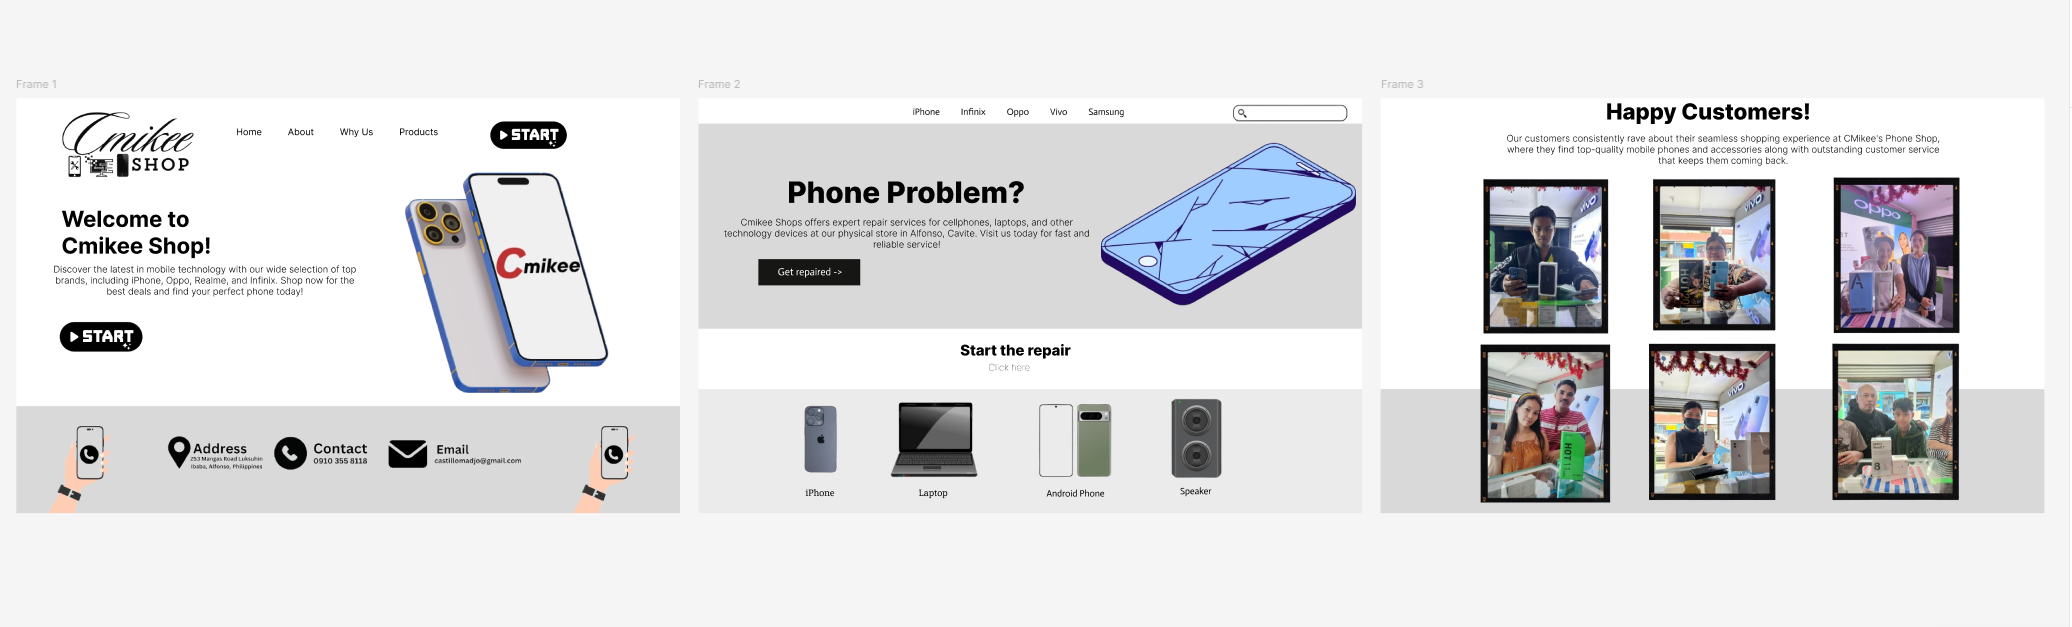 Frame 1
Cmikee
SHOP
Home
About
Why Us
Products
START
Welcome to
Cmikee Shop!
Discover the latest in mobile technology with our wide selection of top
brands, including iPhone, Oppo, Realme, and Infinix. Shop now for the
best deals and find your perfect phone today!
START
Cmikee
Address
253 Mangas Road Luksuhin
Ibaba, Alfonso, Philippines
Contact
0910 355 8118
Email
castillomadjo@gmail.com
Frame 2
iPhone
Infinix
Oppo
Vivo
Samsung
Phone Problem?
Cmikee Shops offers expert repair services for cellphones, laptops, and other
technology devices at our physical store in Alfonso, Cavite. Visit us today for fast and
reliable service!
Get repaired ->
Start the repair
Click here
iPhone
Laptop
Android Phone
Speaker
Frame 3
Happy Customers!
Our customers consistently rave about their seamless shopping experience at CMikee's Phone Shop,
where they find top-quality mobile phones and accessories along with outstanding customer service
that keeps them coming back.
vivo
vivo
oppo
A
HOT 11
vivo
8